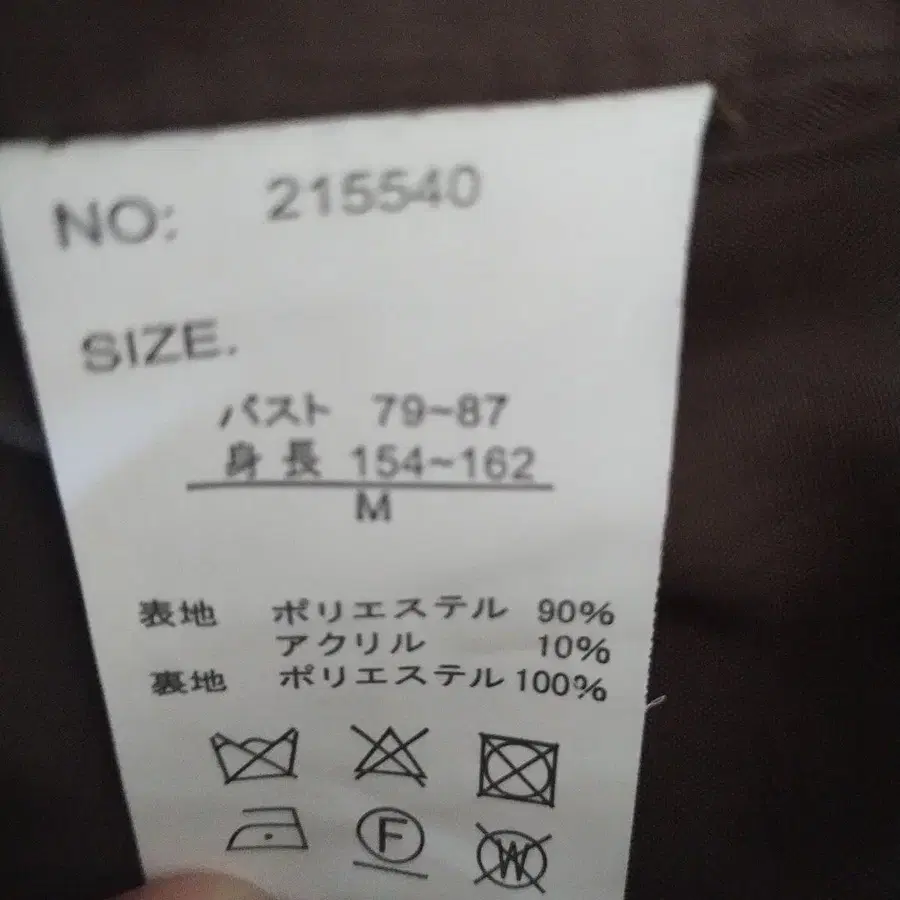 NO: 215540
SIZE.
バスト 79~87
身長 154~162
M
表地 ポリエステル 90%
アクリル 10%
裏地 ポリエステル 100%
F
W